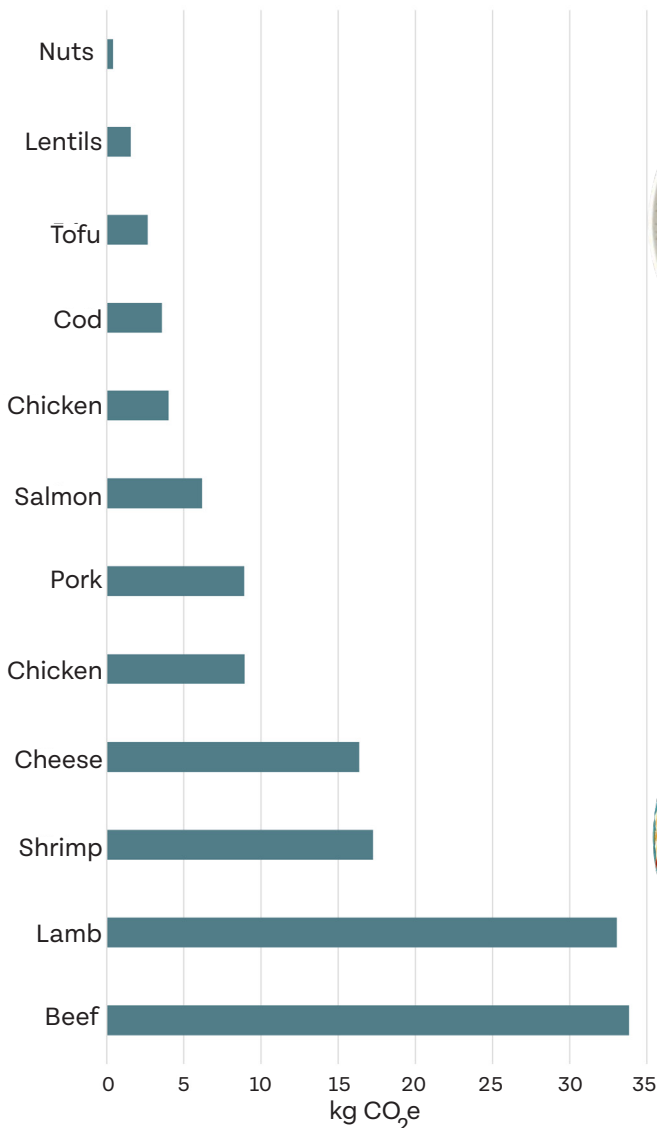 Nuts
Lentils
Tofu
Cod
Chicken
Salmon
Pork
Chicken
Cheese
Shrimp
Lamb
Beef
0 5 10 15 20 25 30 35
kg CO₂e